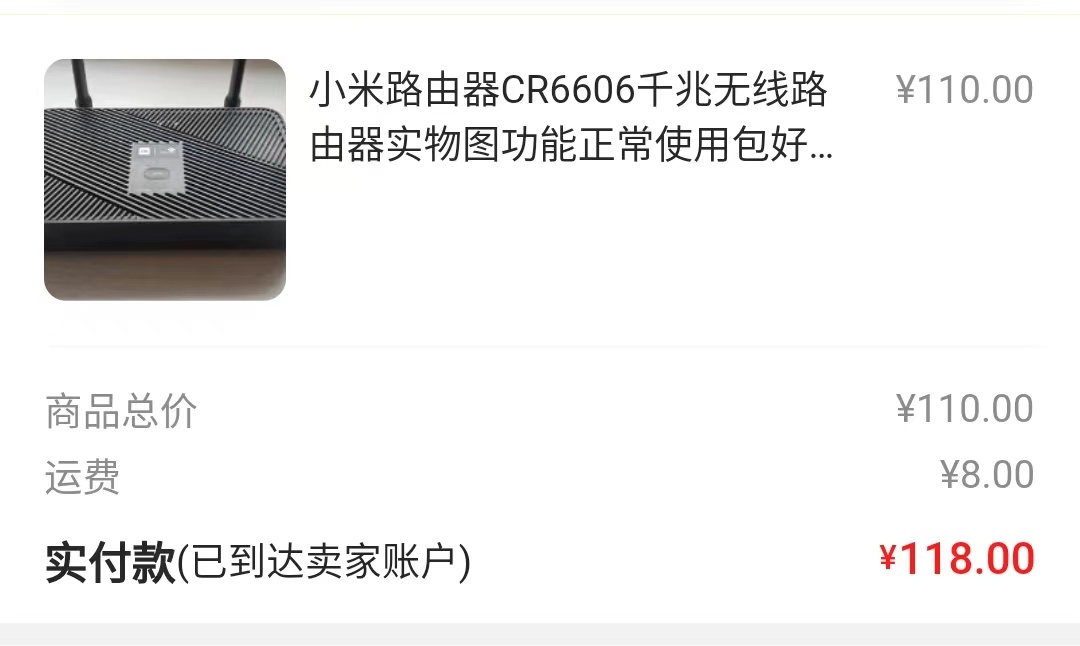 小米路由器CR6606千兆无线路
¥110.00
由器实物图功能正常使用包好...
商品总价
¥110.00
运费
¥8.00
实付款(已到达卖家账户)
¥118.00